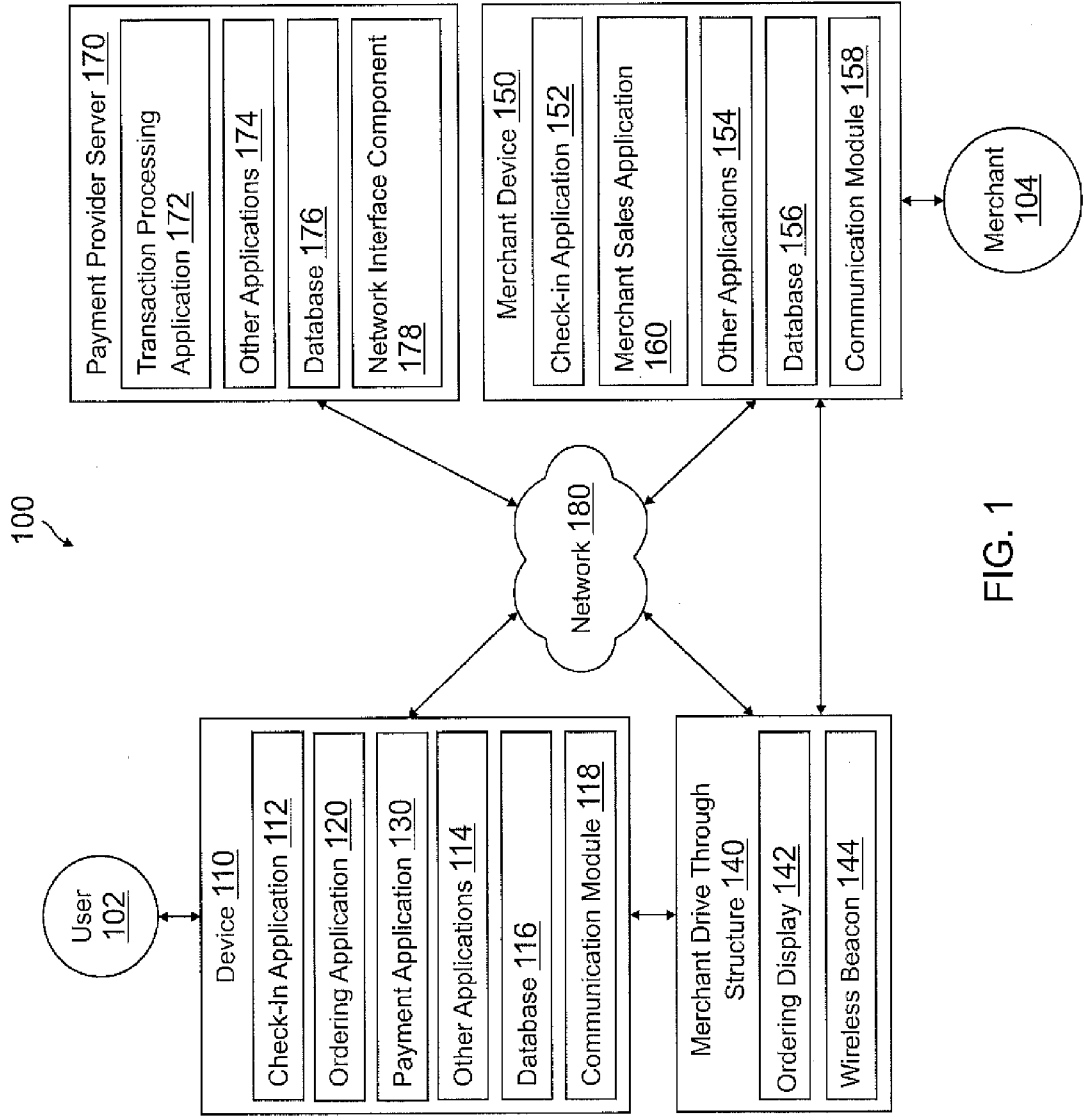 100
User
102
Device 110
Check-In Application 112
Ordering Application 120
Payment Application 130
Other Applications 114
Database 116
Communication Module 118
Merchant Drive Through
Structure 140
Ordering Display 142
Wireless Beacon 144
Network 180
Payment Provider Server 170
Transaction Processing
Application 172
Other Applications 174
Database 176
Network Interface Component
178
Merchant Device 150
Check-in Application 152
Merchant Sales Application
160
Other Applications 154
Database 156
Communication Module 158
Merchant
104
FIG. 1